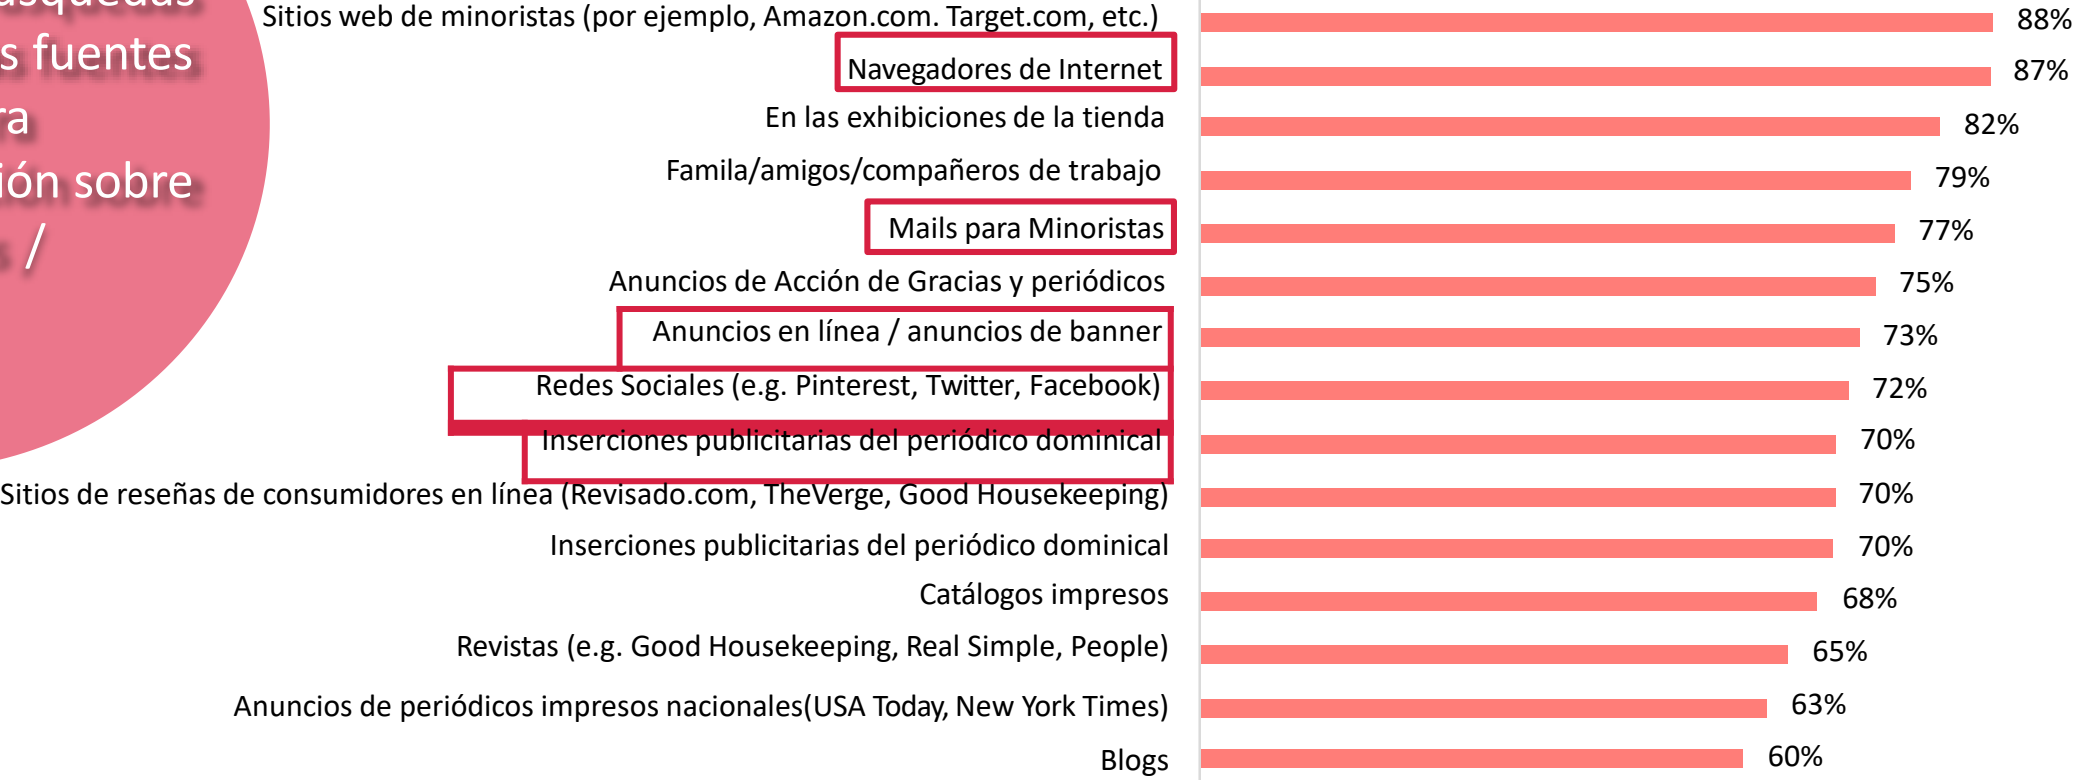 s fuentes
ra
ión sobre
s /
Sitios web de minoristas (por ejemplo, Amazon.com. Target.com, etc.) 88%
Navegadores de Internet 87%
En las exhibiciones de la tienda 82%
Famila/amigos/compañeros de trabajo 79%
Mails para Minoristas 77%
Anuncios de Acción de Gracias y periódicos 75%
Anuncios en línea / anuncios de banner 73%
Redes Sociales (e.g. Pinterest, Twitter, Facebook) 72%
Inserciones publicitarias del periódico dominical 70%
Sitios de reseñas de consumidores en línea (Revisado.com, TheVerge, Good Housekeeping) 70%
Inserciones publicitarias del periódico dominical 70%
Catálogos impresos 68%
Revistas (e.g. Good Housekeeping, Real Simple, People) 65%
Anuncios de periódicos impresos nacionales(USA Today, New York Times) 63%
Blogs 60%